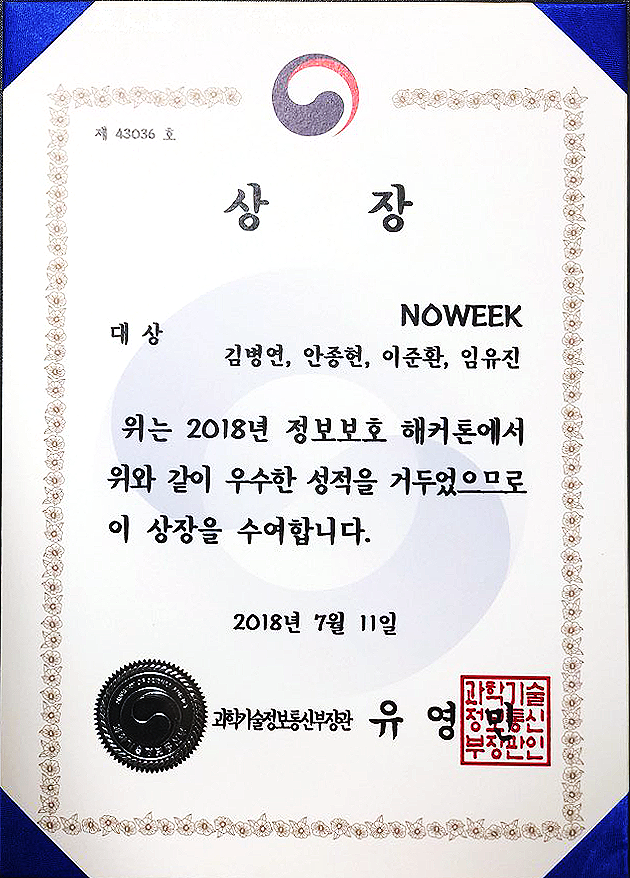 제 43036 호
상 장
NOWEEK
대 상
김병연, 안종현, 이준환, 임유진
위는 2018년 정보보호 해커톤에서
위와 같이 우수한 성적을 거두었으므로
이 상장을 수여합니다.
2018년 7월 11일
과학기술정보통신부장관 유 영 민
과학기술
정보통신
부장관인